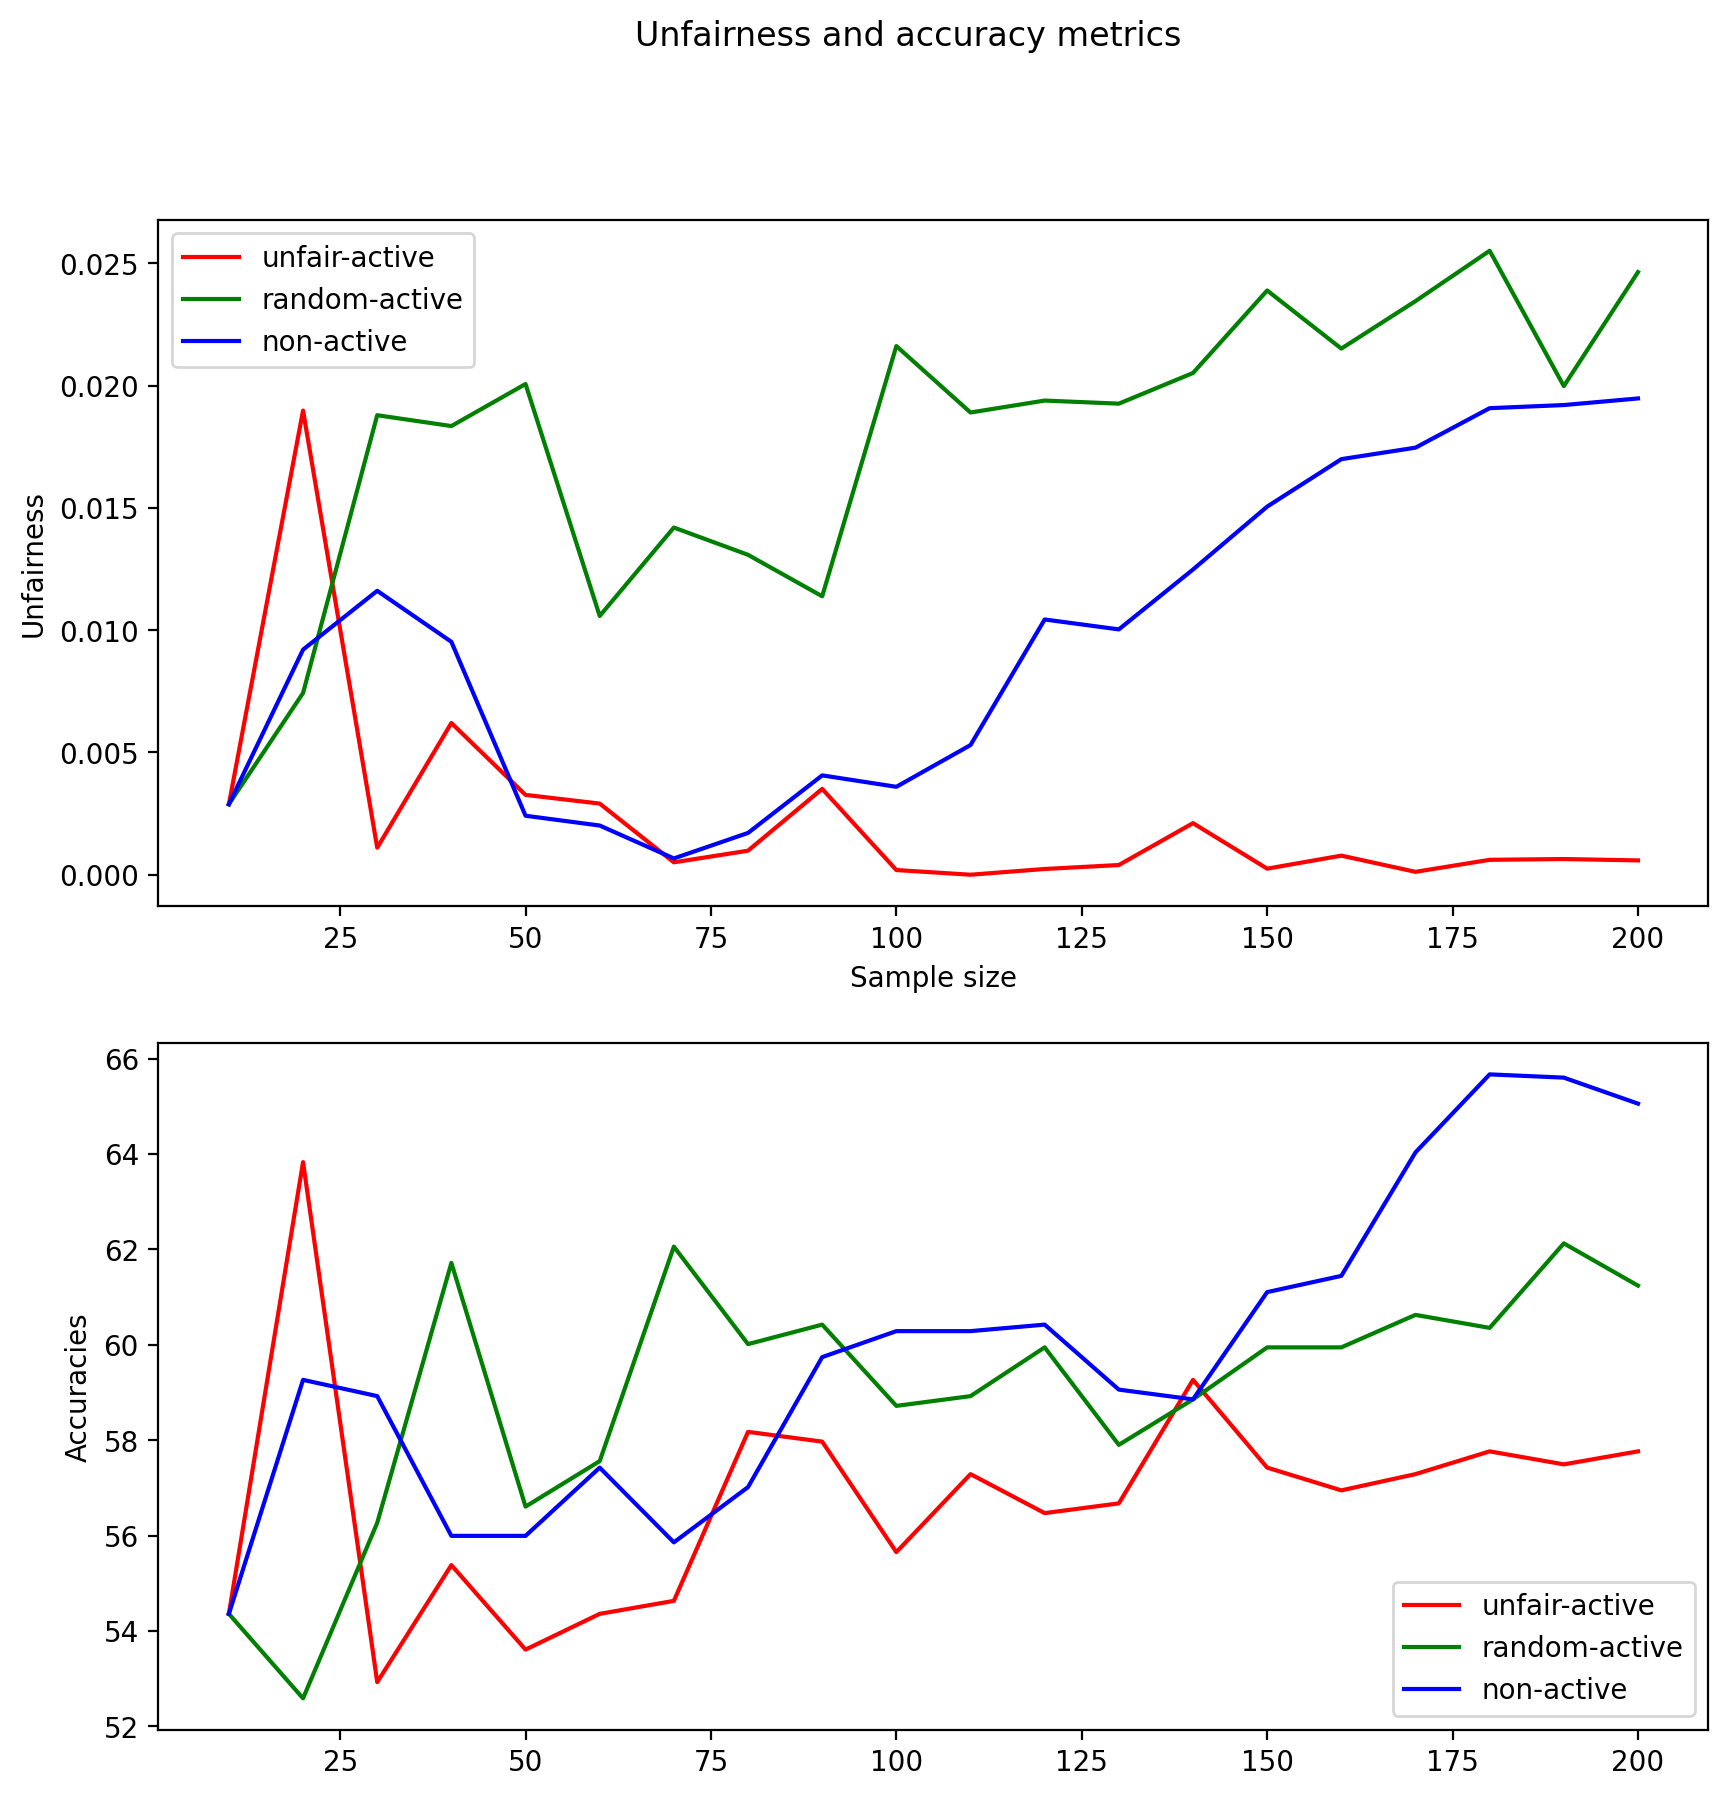 Unfairness and accuracy metrics
unfair-active
random-active
non-active
0.025
0.020
0.015
0.010
0.005
0.000
Unfairness
25 50 75 100 125 150 175 200
Sample size
66
64
62
60
58
56
54
52
Accuracies
unfair-active
random-active
non-active
25 50 75 100 125 150 175 200